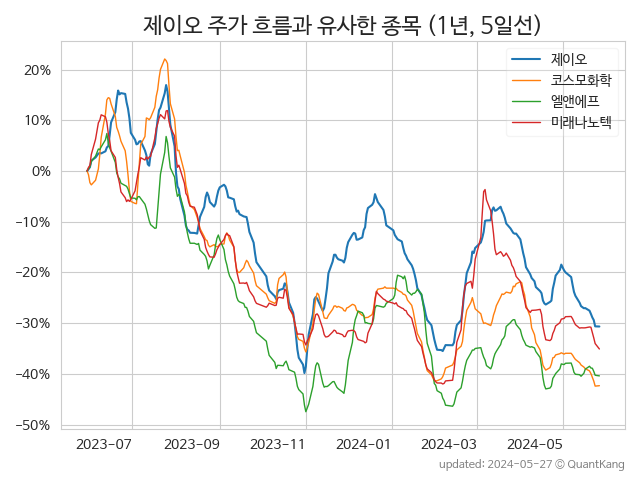 제이오 주가 흐름과 유사한 종목 (1년, 5일선)
제이오
코스모화학
엘앤에프
미래나노텍
20%
10%
0%
−10%
−20%
−30%
−40%
−50%
2023-07
2023-09
2023-11
2024-01
2024-03
2024-05
updated: 2024-05-27 © QuantKang